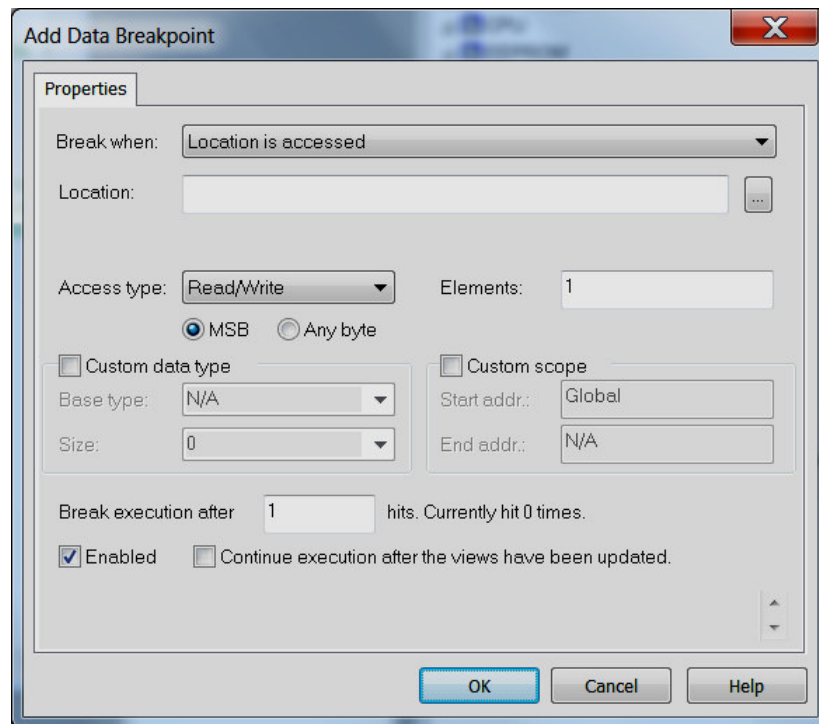 Add Data Breakpoint
Properties
Break when: Location is accessed
Location: ...
Access type: Read/Write Elements: 1
MSB Any byte
Custom data type Custom scope
Base type: N/A Start addr.: Global
Size: 0 End addr.: N/A
Break execution after 1 hits. Currently hit 0 times.
Enabled Continue execution after the views have been updated.
OK Cancel Help